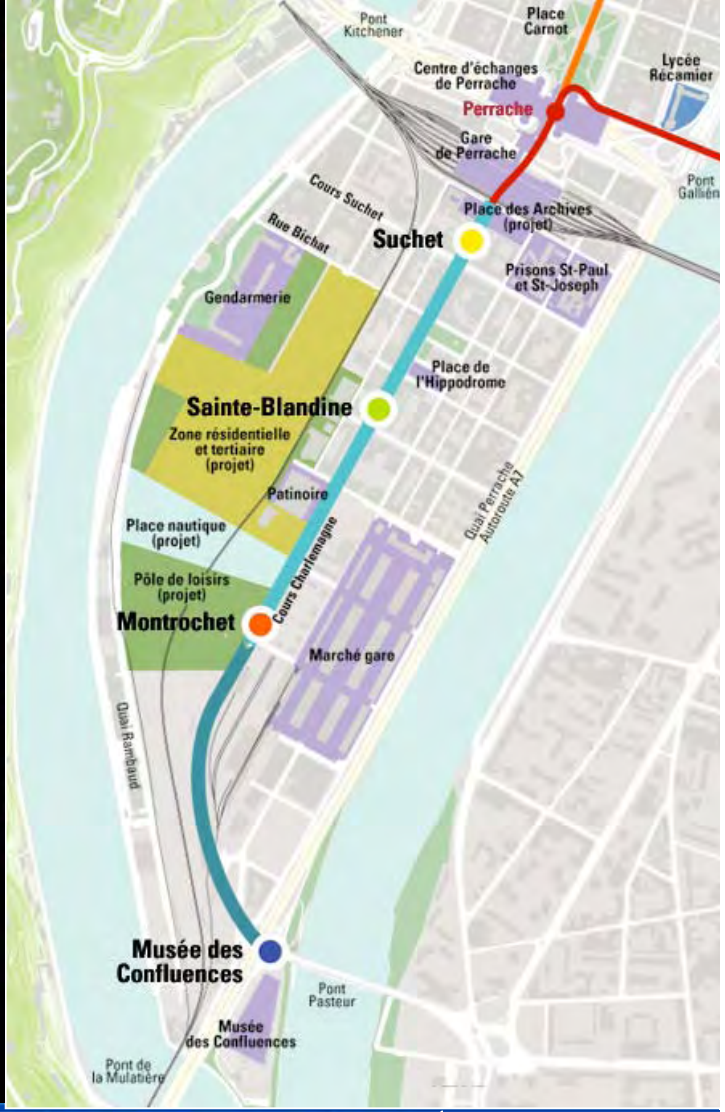 Pont
Kitchener
Place
Carnot
Centre d'échanges
de Perrache
Lycée
Récamier
Perrache
Gare
de Perrache
Pont
Galliéni
Cours Suchet
Rue Bichat
Place des Archives
(projet)
Suchet
Prisons St-Paul
et St-Joseph
Gendarmerie
Place de
l'Hippodrome
Sainte-Blandine
Zone résidentielle
et tertiaire
(projet)
Quai Perrache
Autoroute A7
Patinoire
Place nautique
(projet)
Cours Charlemagne
Pôle de loisirs
(projet)
Montrochet
Marché gare
Quai Rambaud
Musée des
Confluences
Pont
Pasteur
Musée
des Confluences
Pont de
la Mulatière